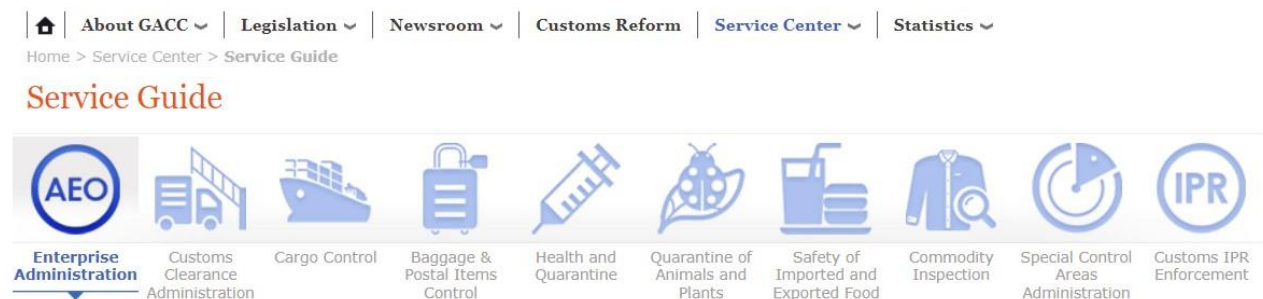 About GACC Legislation Newsroom Customs Reform Service Center Statistics
Home > Service Center > Service Guide
Service Guide
AEO
IPR
Enterprise Administration
Customs Clearance Administration
Cargo Control
Baggage & Postal Items Control
Health and Quarantine
Quarantine of Animals and Plants
Safety of Imported and Exported Food
Commodity Inspection
Special Control Areas Administration
Customs IPR Enforcement